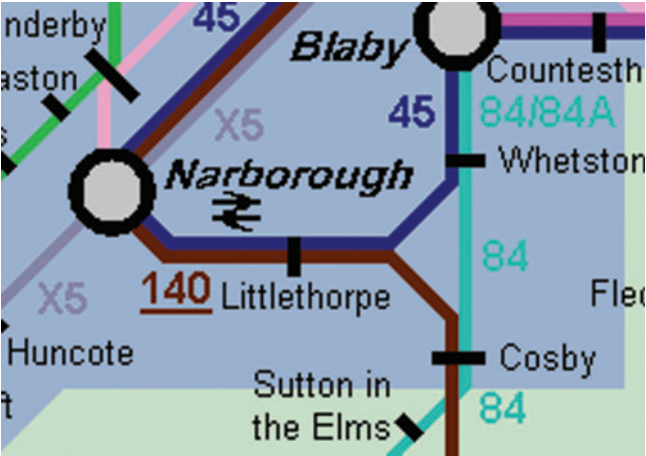 nderby
45
Blaby
aston
Countesth
X5
45
84/84A
Narborough
Whetston
84
X5
140
Littlethorpe
Fle
Huncote
Cosby
Sutton in
the Elms
84